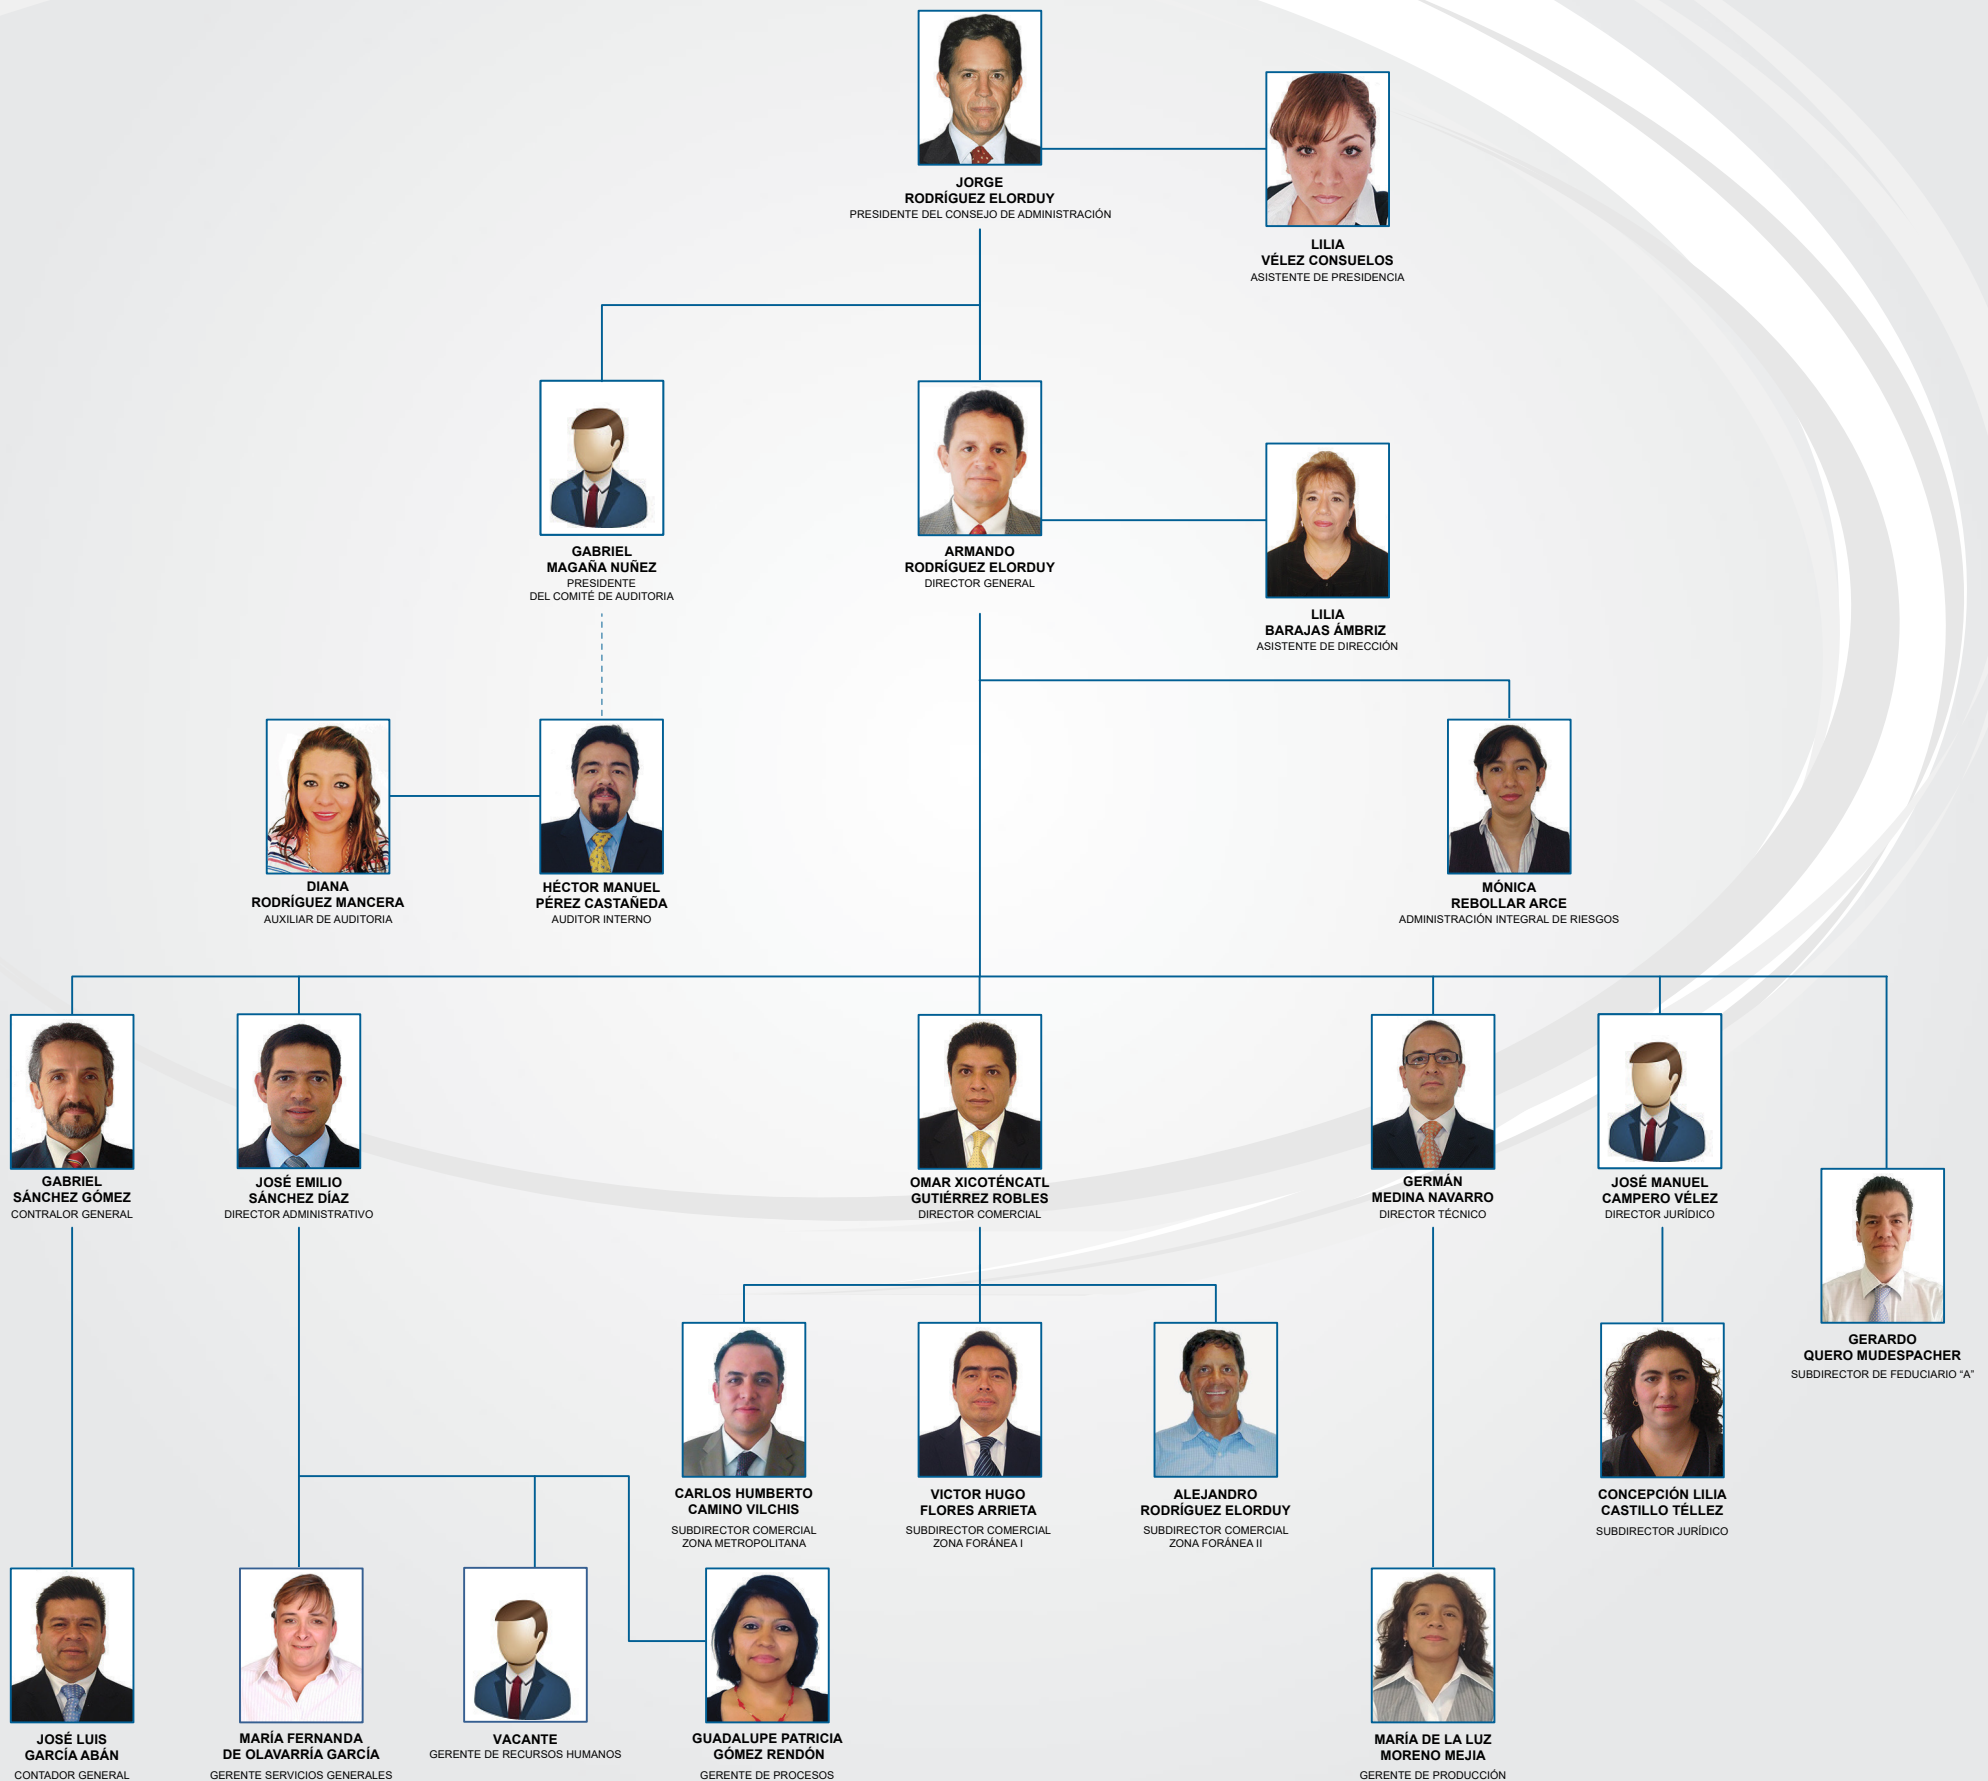 JORGE
RODRÍGUEZ ELORDUY
PRESIDENTE DEL CONSEJO DE ADMINISTRACIÓN
LILIA
VÉLEZ CONSUELOS
ASISTENTE DE PRESIDENCIA
GABRIEL
MAGAÑA NUÑEZ
PRESIDENTE
DEL COMITÉ DE AUDITORIA
ARMANDO
RODRÍGUEZ ELORDUY
DIRECTOR GENERAL
LILIA
BARAJAS ÁMBRIZ
ASISTENTE DE DIRECCIÓN
DIANA
RODRÍGUEZ MANCERA
AUXILIAR DE AUDITORIA
HÉCTOR MANUEL
PÉREZ CASTAÑEDA
AUDITOR INTERNO
MÓNICA
REBOLLAR ARCE
ADMINISTRACIÓN INTEGRAL DE RIESGOS
GABRIEL
SÁNCHEZ GÓMEZ
CONTRALOR GENERAL
JOSÉ EMILIO
SÁNCHEZ DÍAZ
DIRECTOR ADMINISTRATIVO
OMAR XICOTÉNCATL
GUTIÉRREZ ROBLES
DIRECTOR COMERCIAL
GERMÁN
MEDINA NAVARRO
DIRECTOR TÉCNICO
JOSÉ MANUEL
CAMPERO VÉLEZ
DIRECTOR JURÍDICO
GERARDO
QUERO MUDESPACHER
SUBDIRECTOR DE FEDUCIARIO “A”
CARLOS HUMBERTO
CAMINO VILCHIS
SUBDIRECTOR COMERCIAL
ZONA METROPOLITANA
VICTOR HUGO
FLORES ARRIETA
SUBDIRECTOR COMERCIAL
ZONA FORÁNEA I
ALEJANDRO
RODRÍGUEZ ELORDUY
SUBDIRECTOR COMERCIAL
ZONA FORÁNEA II
CONCEPCIÓN LILIA
CASTILLO TÉLLEZ
SUBDIRECTOR JURÍDICO
JOSÉ LUIS
GARCÍA ABÁN
CONTADOR GENERAL
MARÍA FERNANDA
DE OLAVARRÍA GARCÍA
GERENTE SERVICIOS GENERALES
VACANTE
GERENTE DE RECURSOS HUMANOS
GUADALUPE PATRICIA
GÓMEZ RENDÓN
GERENTE DE PROCESOS
MARÍA DE LA LUZ
MORENO MEJIA
GERENTE DE PRODUCCIÓN